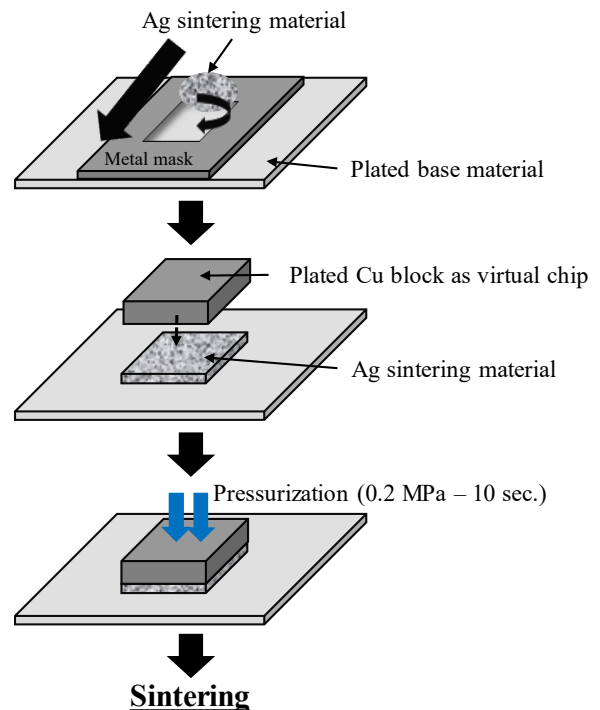 Ag sintering material
Metal mask
Plated base material
Plated Cu block as virtual chip
Ag sintering material
Pressurization (0.2 MPa – 10 sec.)
Sintering